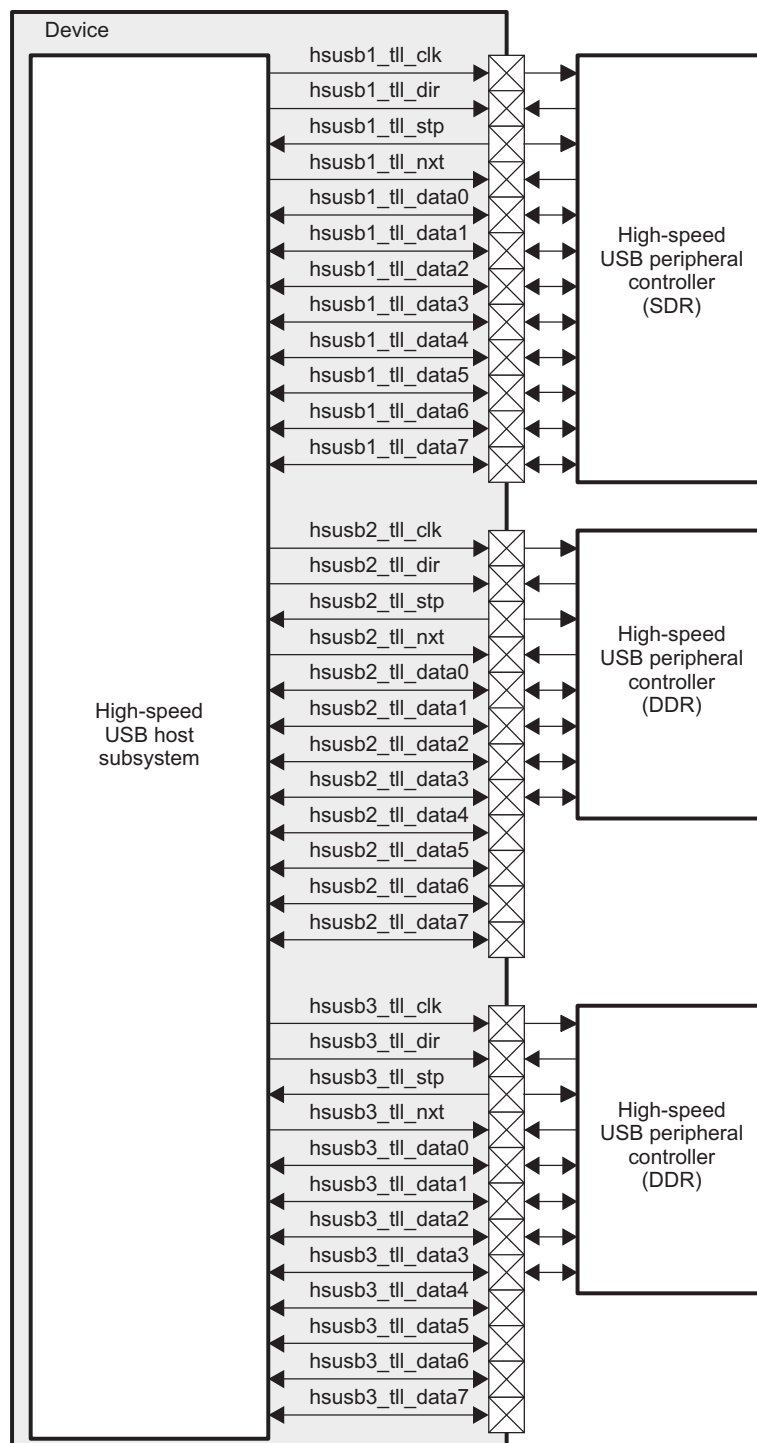 Device
hsusb1_tll_clk
hsusb1_tll_dir
hsusb1_tll_stp
hsusb1_tll_nxt
hsusb1_tll_data0
hsusb1_tll_data1
hsusb1_tll_data2
hsusb1_tll_data3
hsusb1_tll_data4
hsusb1_tll_data5
hsusb1_tll_data6
hsusb1_tll_data7
High-speed
USB peripheral
controller
(SDR)
hsusb2_tll_clk
hsusb2_tll_dir
hsusb2_tll_stp
hsusb2_tll_nxt
hsusb2_tll_data0
hsusb2_tll_data1
hsusb2_tll_data2
hsusb2_tll_data3
hsusb2_tll_data4
hsusb2_tll_data5
hsusb2_tll_data6
hsusb2_tll_data7
High-speed
USB peripheral
controller
(DDR)
High-speed
USB host
subsystem
hsusb3_tll_clk
hsusb3_tll_dir
hsusb3_tll_stp
hsusb3_tll_nxt
hsusb3_tll_data0
hsusb3_tll_data1
hsusb3_tll_data2
hsusb3_tll_data3
hsusb3_tll_data4
hsusb3_tll_data5
hsusb3_tll_data6
hsusb3_tll_data7
High-speed
USB peripheral
controller
(DDR)